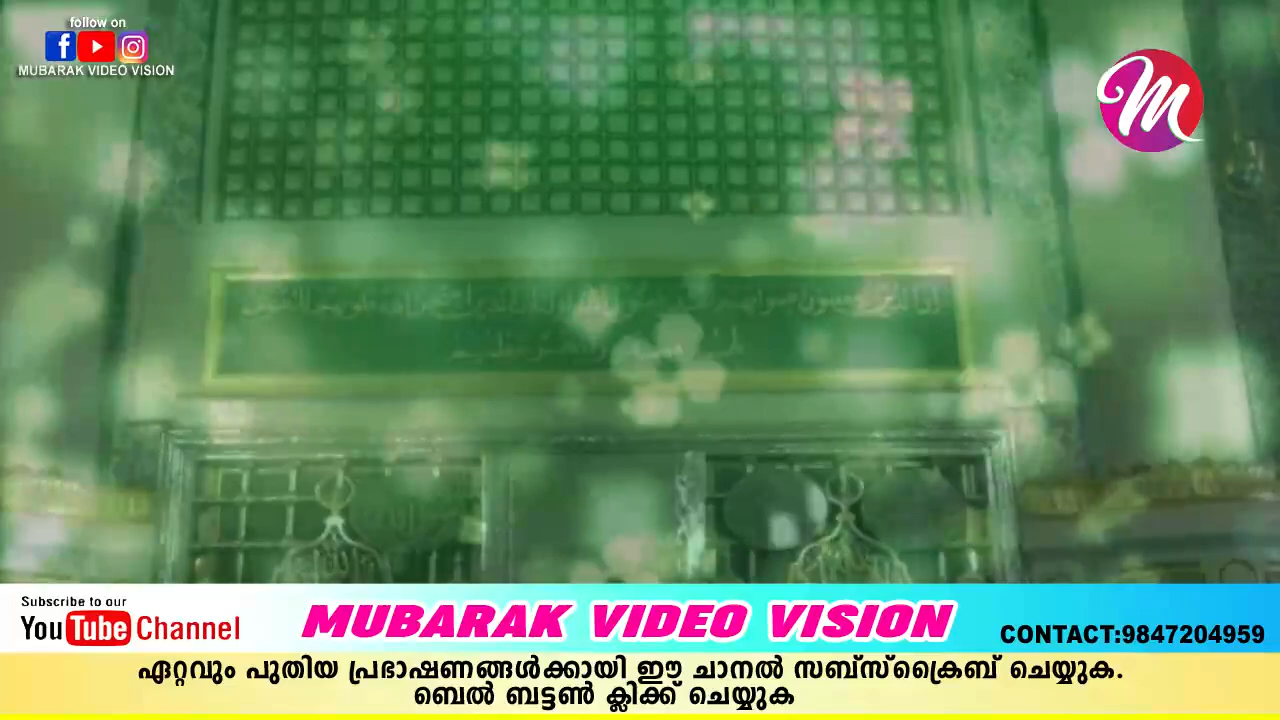 follow on
MUBARAK VIDEO VISION
Subscribe to our
YouTube Channel
MUBARAK VIDEO VISION
CONTACT:9847204959
ഏറ്റവും പുതിയ പ്രഭാഷണങ്ങൾക്കായി ഈ ചാനൽ സബ്സ്ക്രൈബ് ചെയ്യുക.
ബെൽ ബട്ടൺ ക്ലിക്ക് ചെയ്യുക